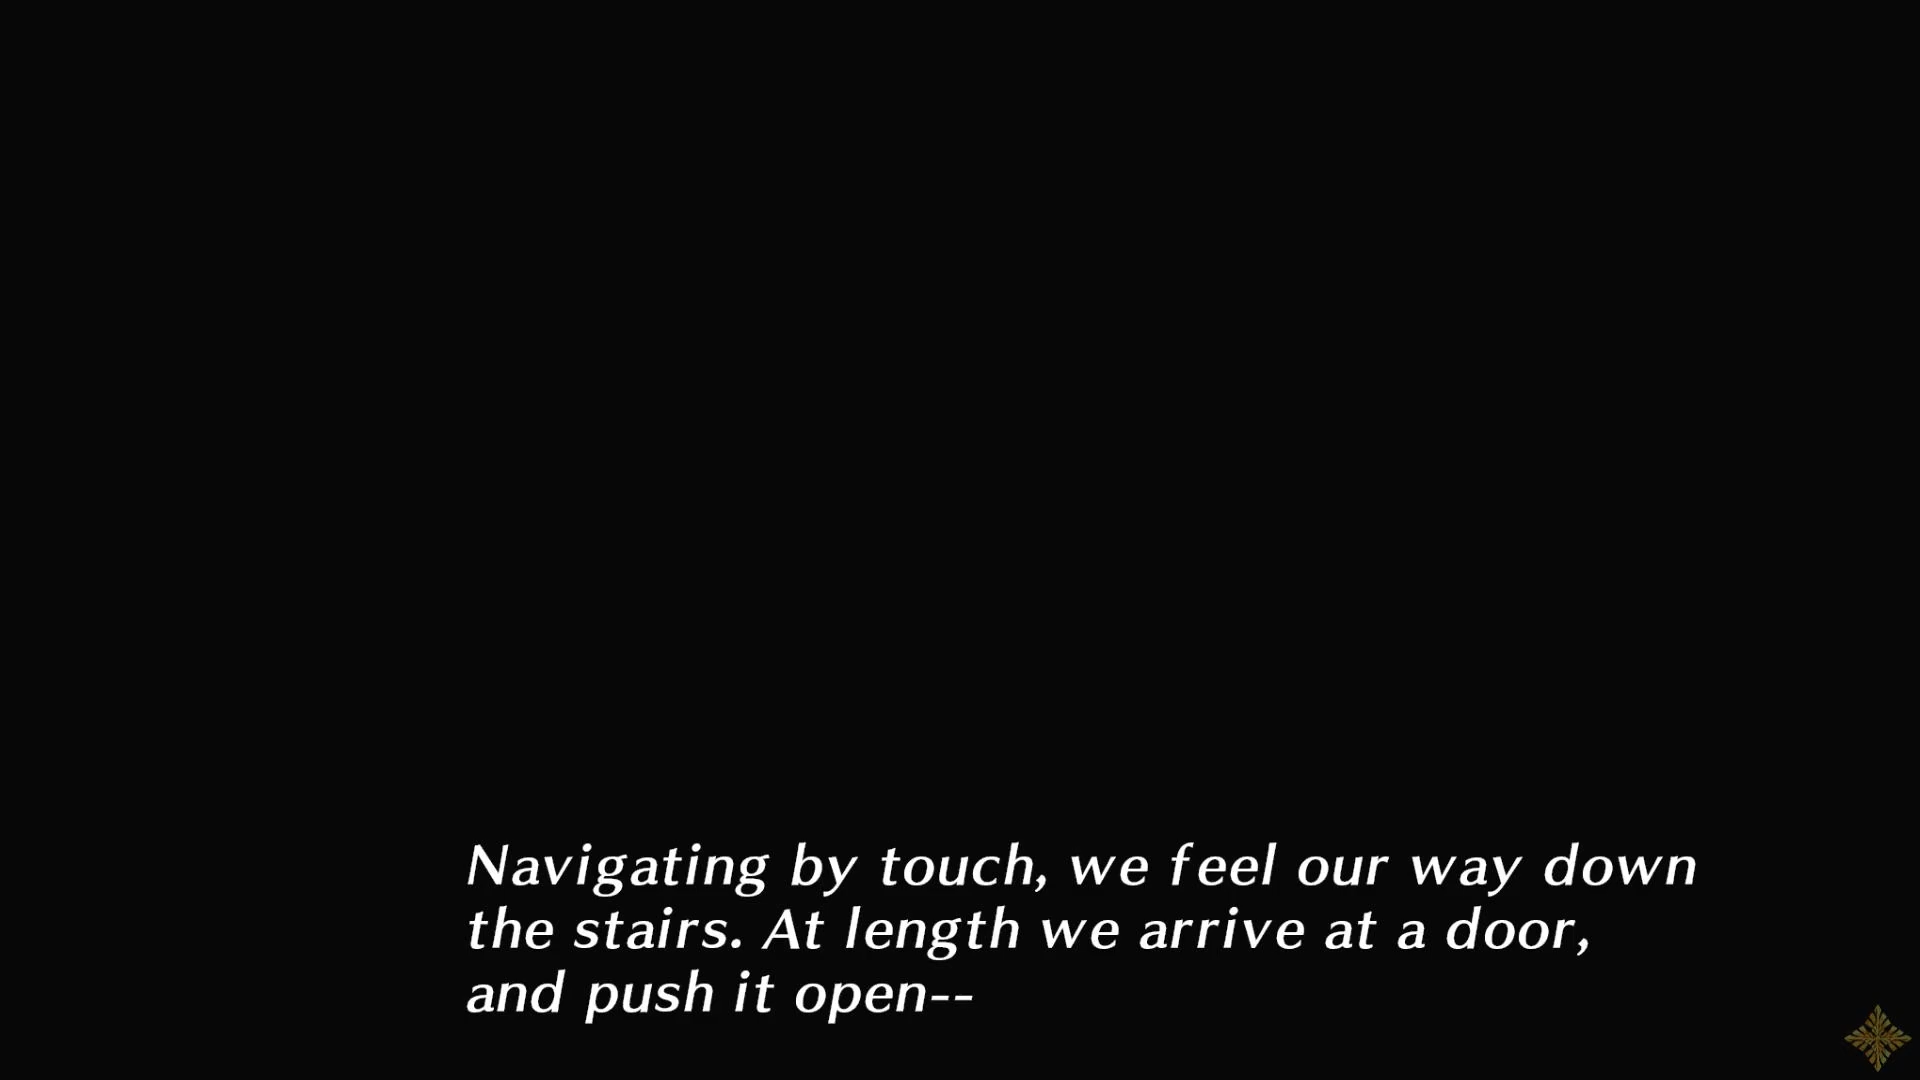 Navigating by touch, we feel our way down
the stairs. At length we arrive at a door,
and push it open--